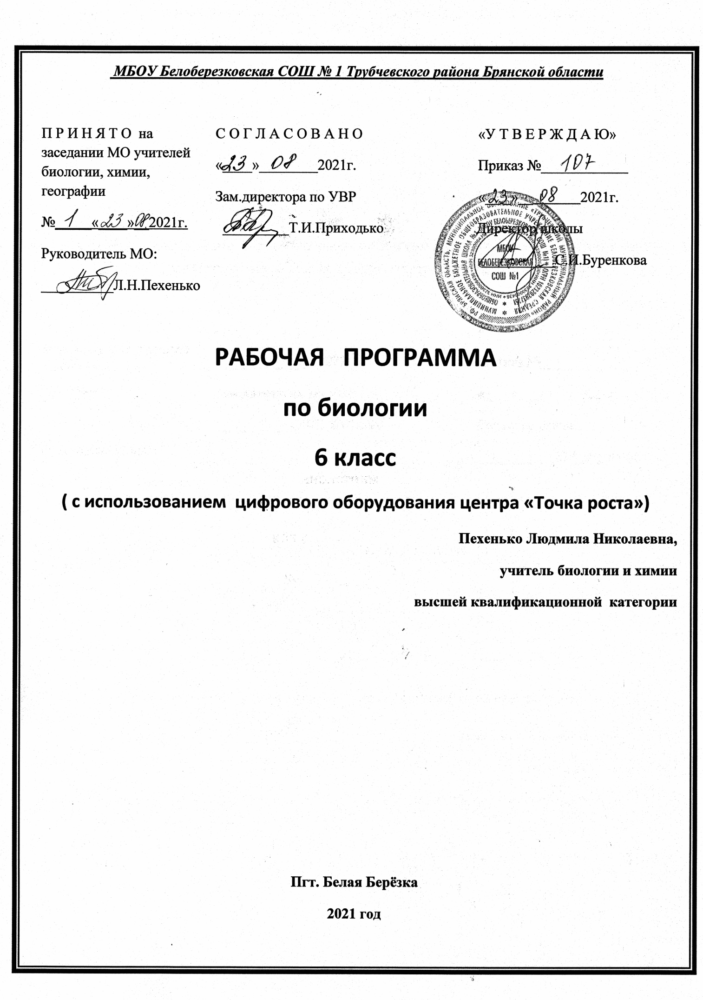 МБОУ Белоберезковская СОШ № 1 Трубчевского района Брянской области
П Р И Н Я Т О на
заседании МО учителей
биологии, химии,
географии
№ 1 «23» 08 2021г.
Руководитель МО:
Л.Н.Пехенько
С О Г Л А С О В А Н О
«23» 08 2021г.
Зам.директора по УВР
Т.И.Приходько
«У Т В Е Р Ж Д А Ю»
Приказ № 107
«23» 08 2021г.
Директор школы
С.И.Буренкова
МБОУ
БЕЛОБЕРЕЗКОВСКАЯ
СОШ №1
РАБОЧАЯ ПРОГРАММА
по биологии
6 класс
( с использованием цифрового оборудования центра «Точка роста»)
Пехенько Людмила Николаевна,
учитель биологии и химии
высшей квалификационной категории
Пгт. Белая Берёзка
2021 год